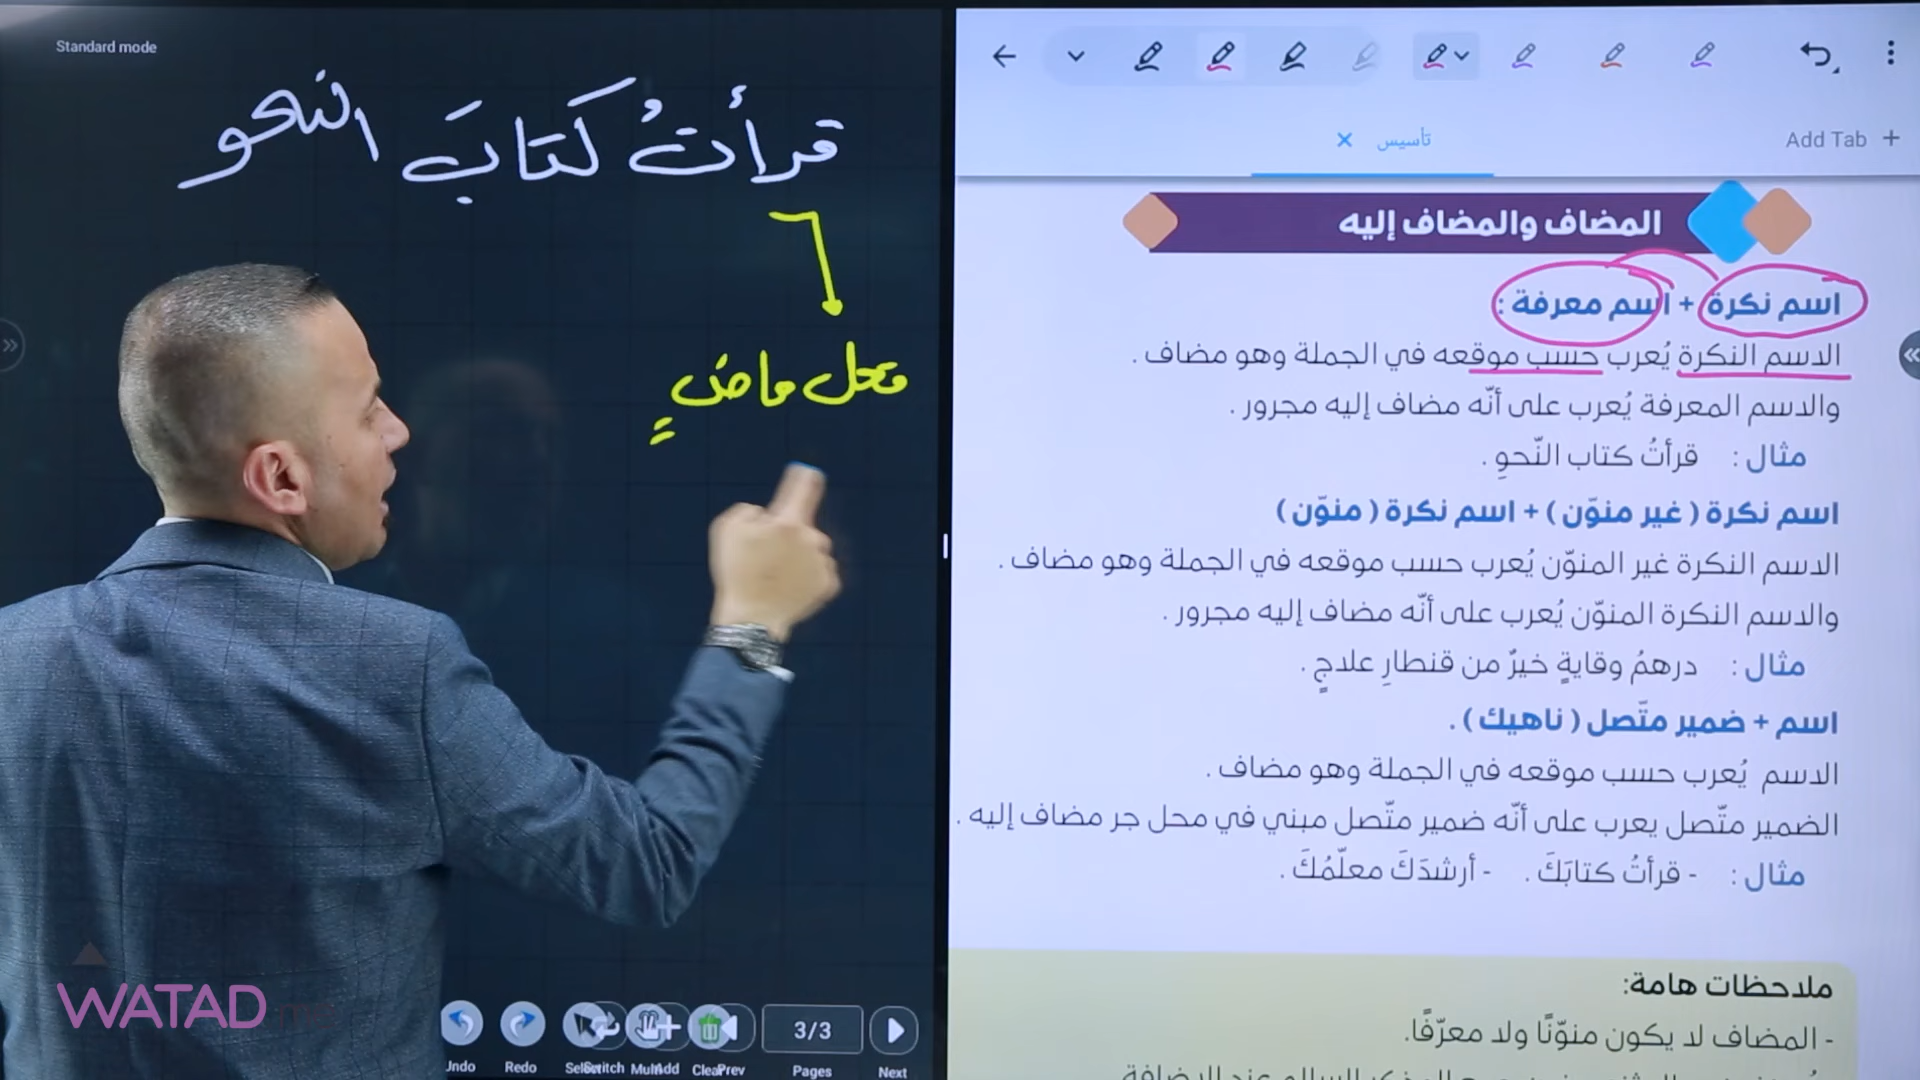 Standard mode
قرأتُ كتابَ النحو
فعل ماضٍ
WATAD
Undo
Redo
Switch
Add
Clear
Prev
3/3
Pages
Next
تأسيس
Add Tab +
المضاف والمضاف إليه
اسم نكرة + اسم معرفة :
الاسم النكرة يُعرب حسب موقعه في الجملة وهو مضاف .
والاسم المعرفة يُعرب على أنّه مضاف إليه مجرور .
مثال : قرأتُ كتاب النّحوِ .
اسم نكرة ( غير منوّن ) + اسم نكرة ( منوّن )
الاسم النكرة غير المنوّن يُعرب حسب موقعه في الجملة وهو مضاف .
والاسم النكرة المنوّن يُعرب على أنّه مضاف إليه مجرور .
مثال : درهمُ وقايةٍ خيرٌ من قنطارِ علاجٍ .
اسم + ضمير متّصل ( ناهيك ) .
الاسم يُعرب حسب موقعه في الجملة وهو مضاف .
الضمير متّصل يعرب على أنّه ضمير متّصل مبني في محل جر مضاف إليه .
مثال : - قرأتُ كتابَكَ . - أرشدَكَ معلّمُكَ .
ملاحظات هامة:
- المضاف لا يكون منوّنًا ولا معرّفًا.